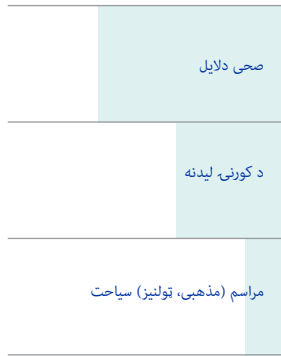 صحی دلایل
د کورنۍ لیدنه
مراسم (مذهبی، ټولنیز) سیاحت